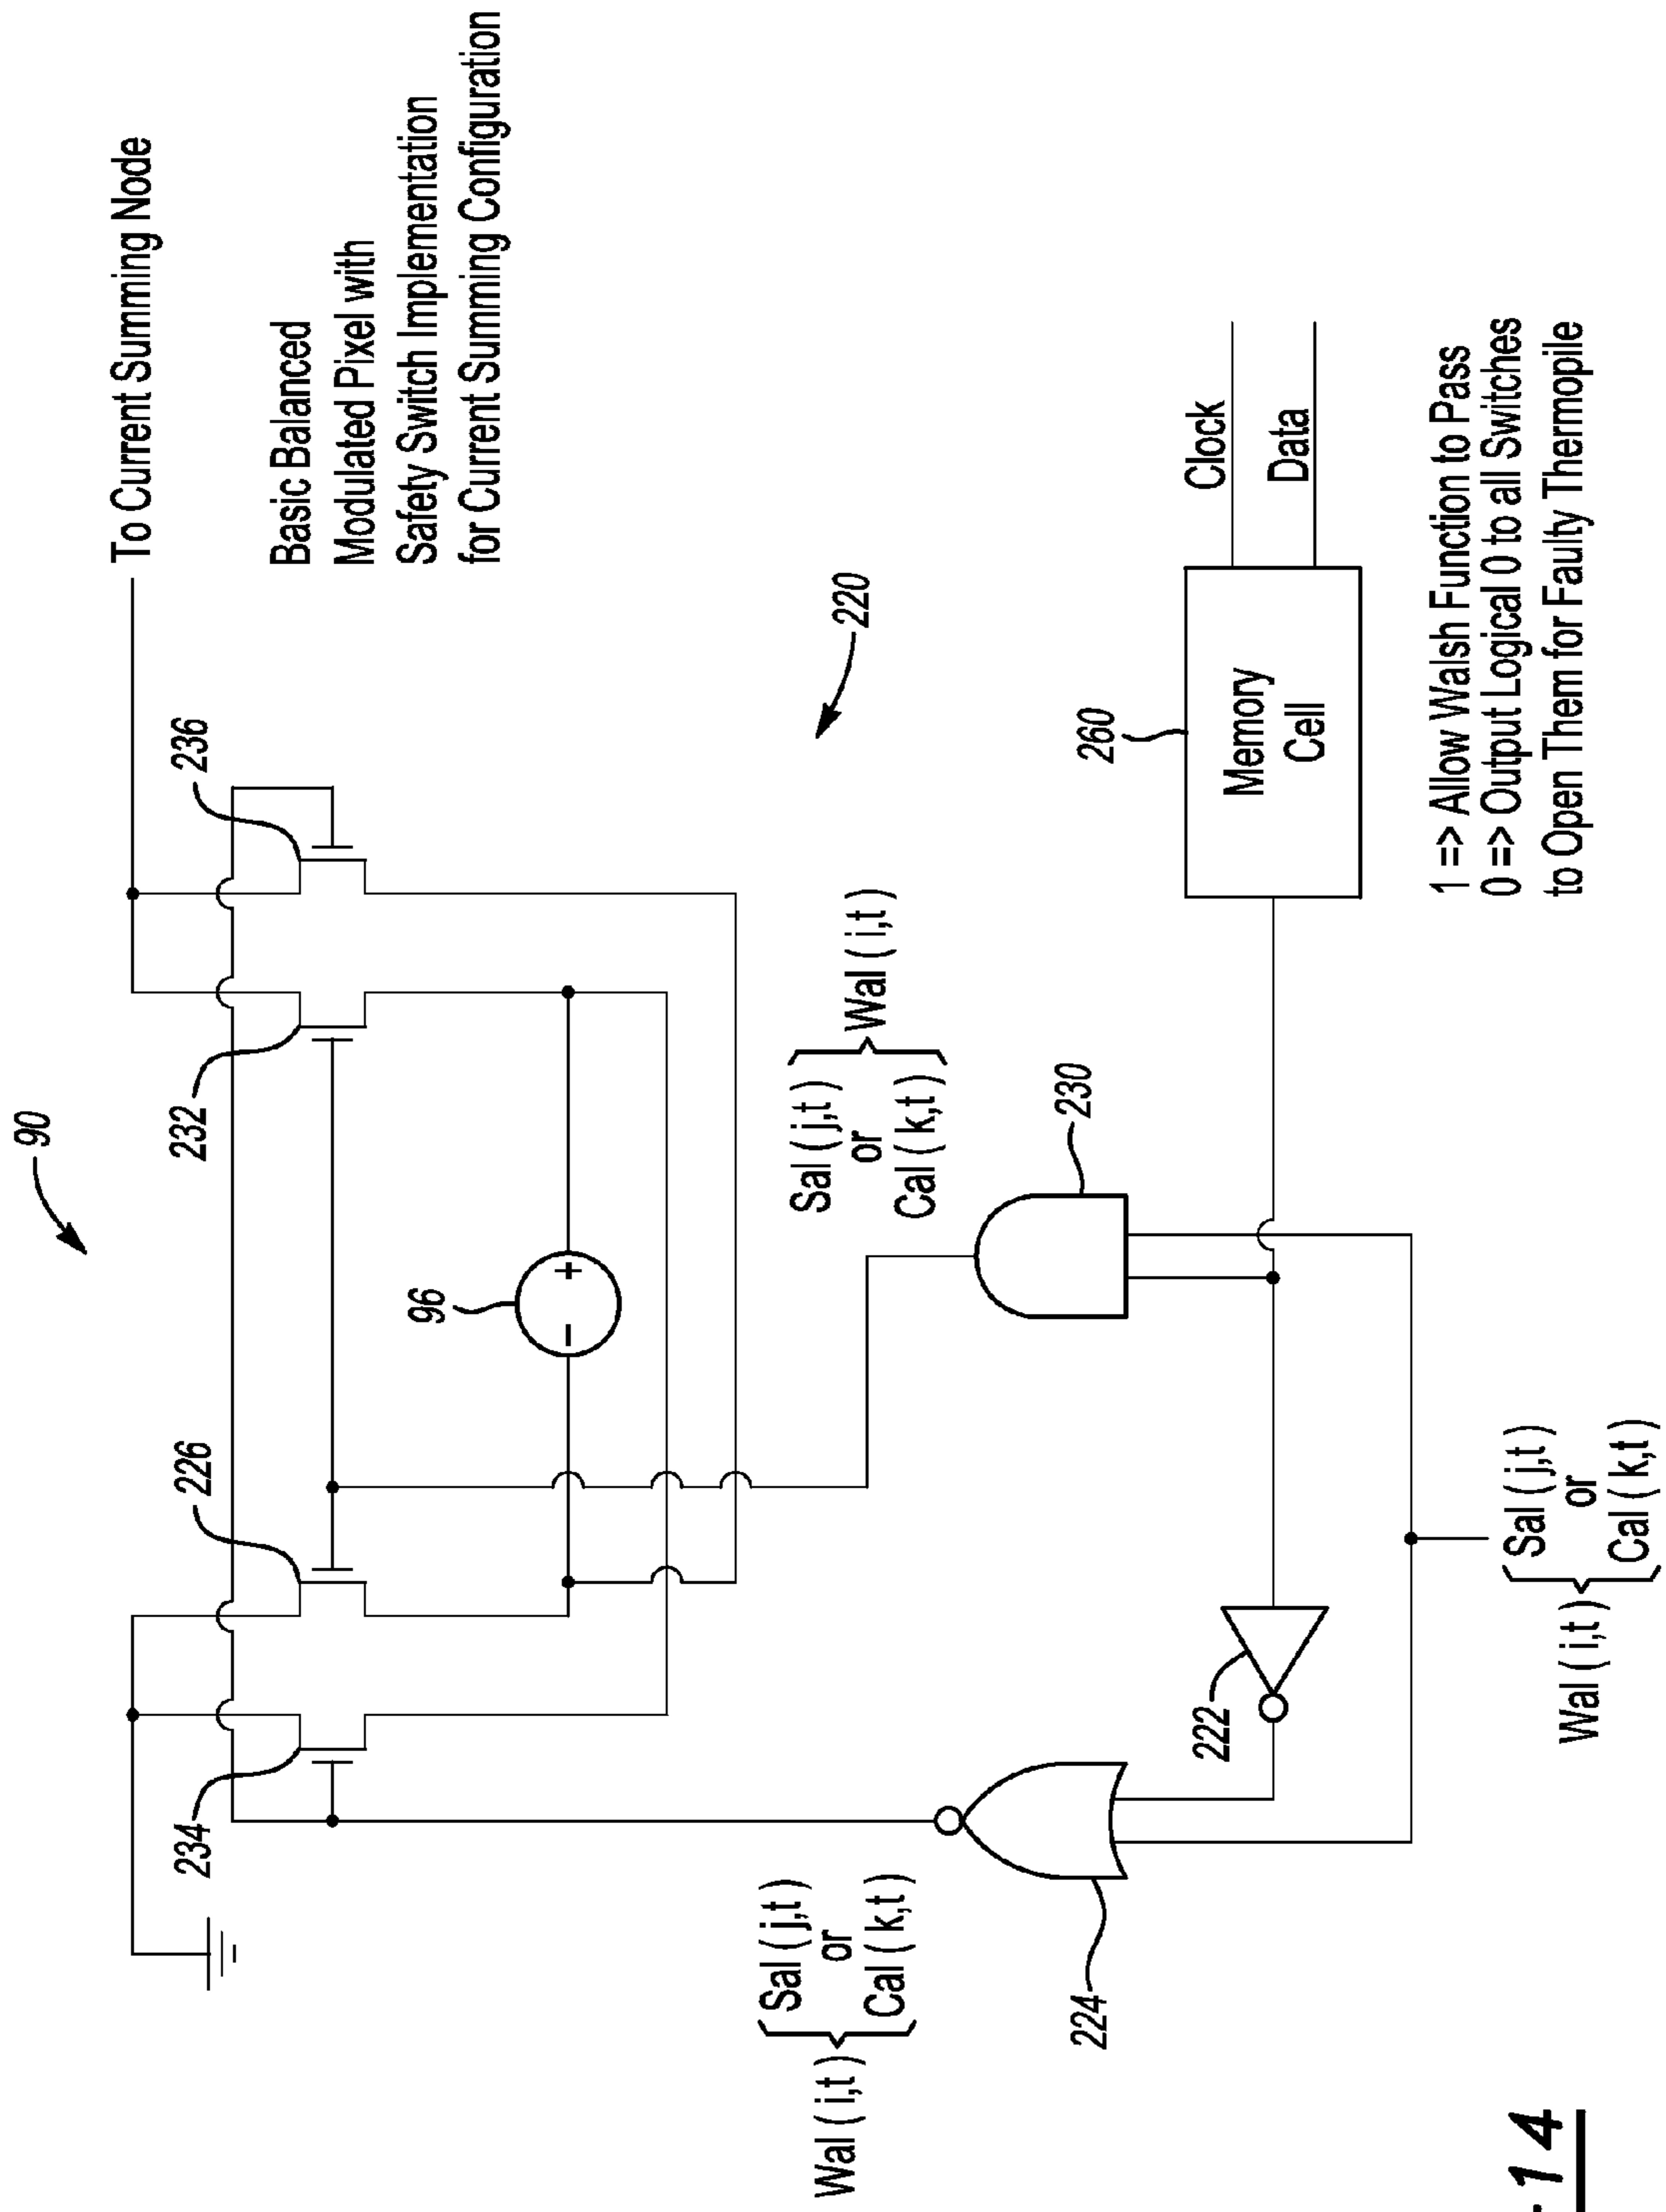 90
To Current Summing Node
236
232
226
234
Basic Balanced
Modulated Pixel with
Safety Switch Implementation
for Current Summing Configuration
96
−
+
220
Sal ( j,t )
or
Cal ( k,t )
Wal ( i,t )
Wal ( i,t )
Sal ( j,t )
or
Cal ( k,t )
230
224
222
260
Memory
Cell
Clock
Data
1 => Allow Walsh Function to Pass
0 => Output Logical 0 to all Switches
to Open Them for Faulty Thermopile
Wal ( i,t )
Sal ( j,t )
or
Cal ( k,t )
14